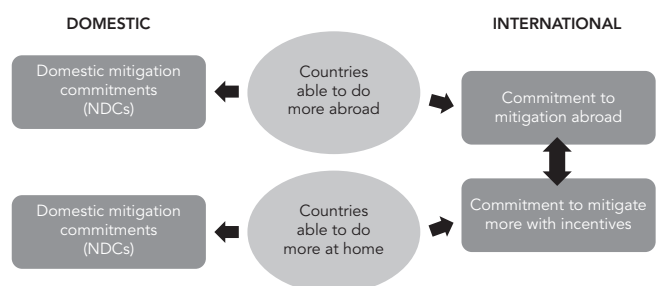 DOMESTIC
INTERNATIONAL
Domestic mitigation
commitments
(NDCs)
Countries
able to do
more abroad
Commitment to
mitigation abroad
Domestic mitigation
commitments
(NDCs)
Countries
able to do
more at home
Commitment to mitigate
more with incentives